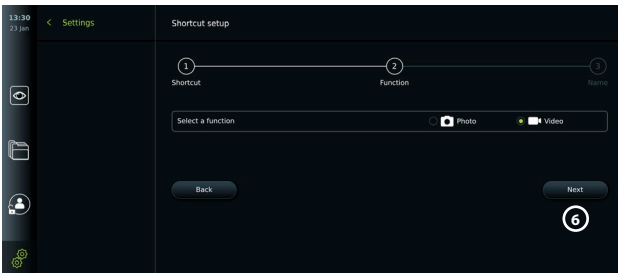 13:30
23 Jan
< Settings
Shortcut setup
1 2 3
Shortcut Function Name
Select a function Photo Video
Back Next
6